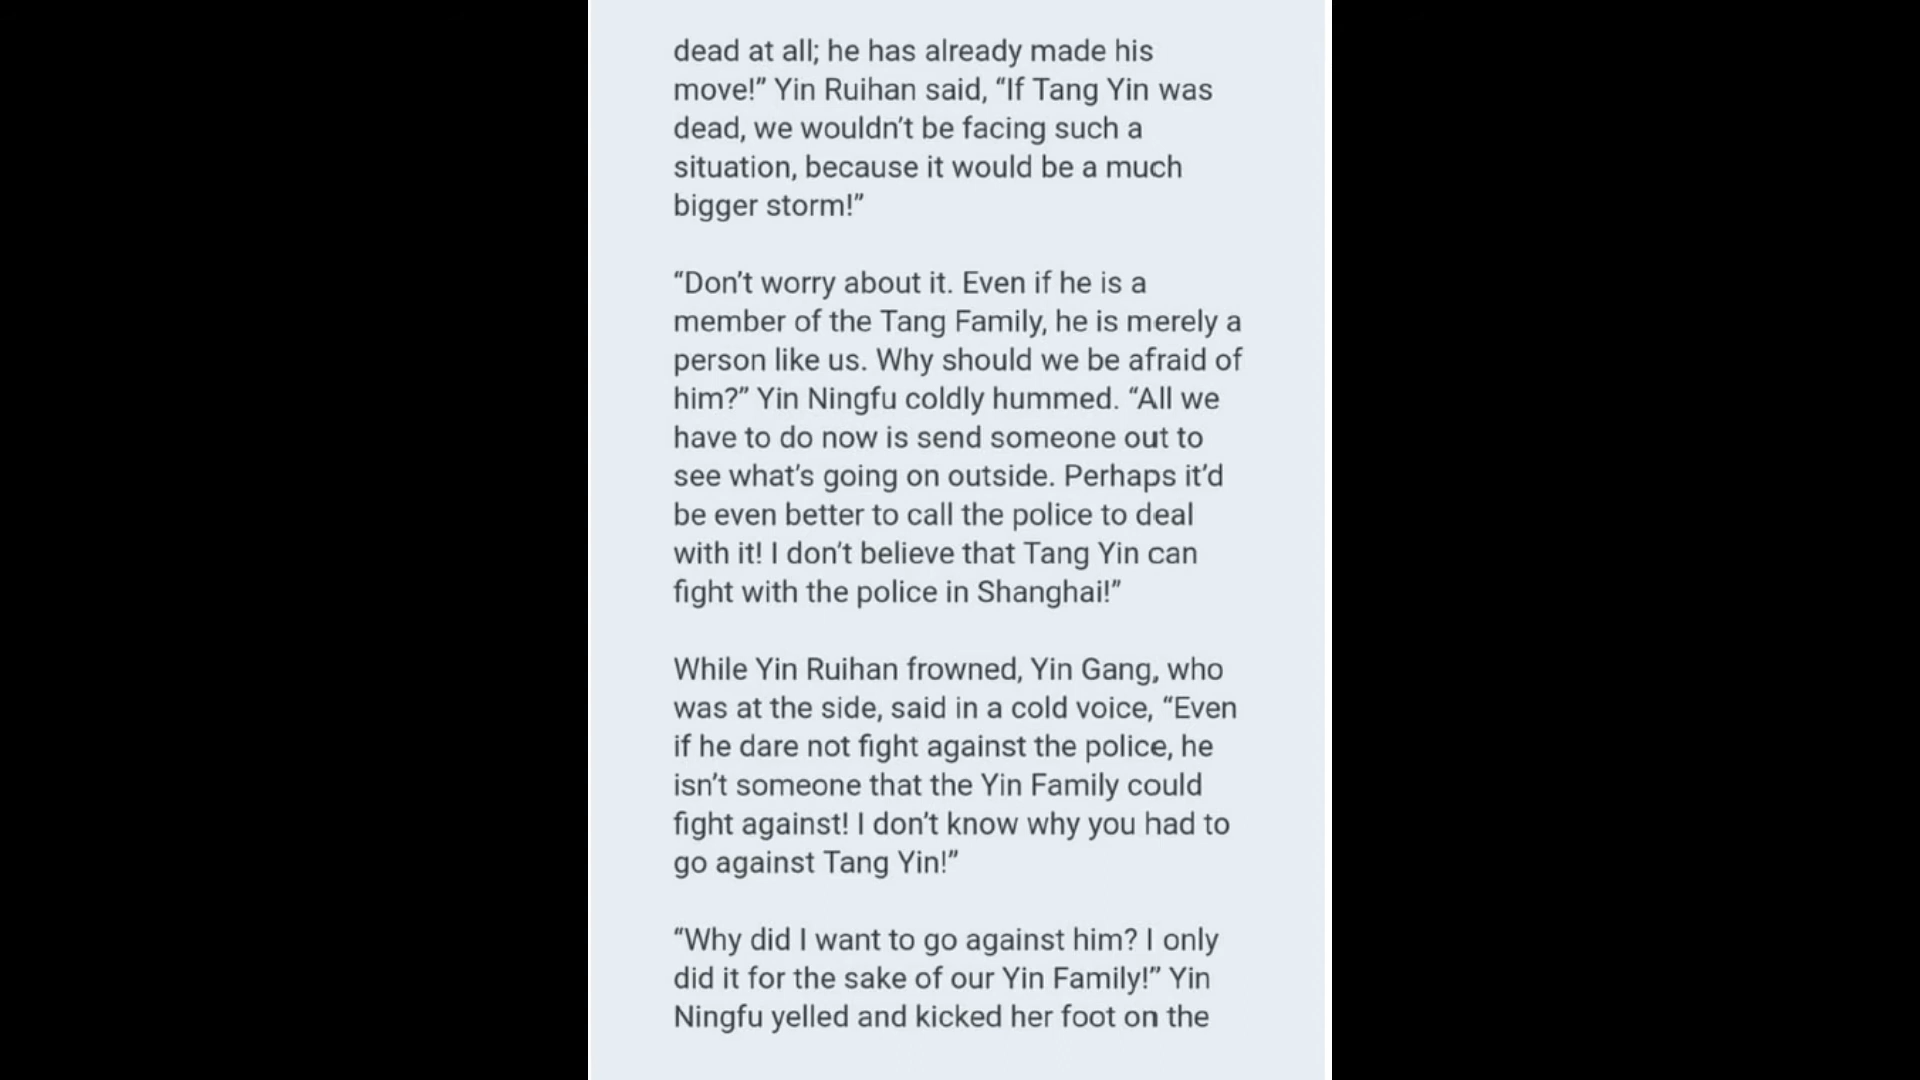 dead at all; he has already made his
move!” Yin Ruihan said, “If Tang Yin was
dead, we wouldn’t be facing such a
situation, because it would be a much
bigger storm!”
“Don’t worry about it. Even if he is a
member of the Tang Family, he is merely a
person like us. Why should we be afraid of
him?” Yin Ningfu coldly hummed. “All we
have to do now is send someone out to
see what’s going on outside. Perhaps it’d
be even better to call the police to deal
with it! I don’t believe that Tang Yin can
fight with the police in Shanghai!”
While Yin Ruihan frowned, Yin Gang, who
was at the side, said in a cold voice, “Even
if he dare not fight against the police, he
isn’t someone that the Yin Family could
fight against! I don’t know why you had to
go against Tang Yin!”
“Why did I want to go against him? I only
did it for the sake of our Yin Family!” Yin
Ningfu yelled and kicked her foot on the